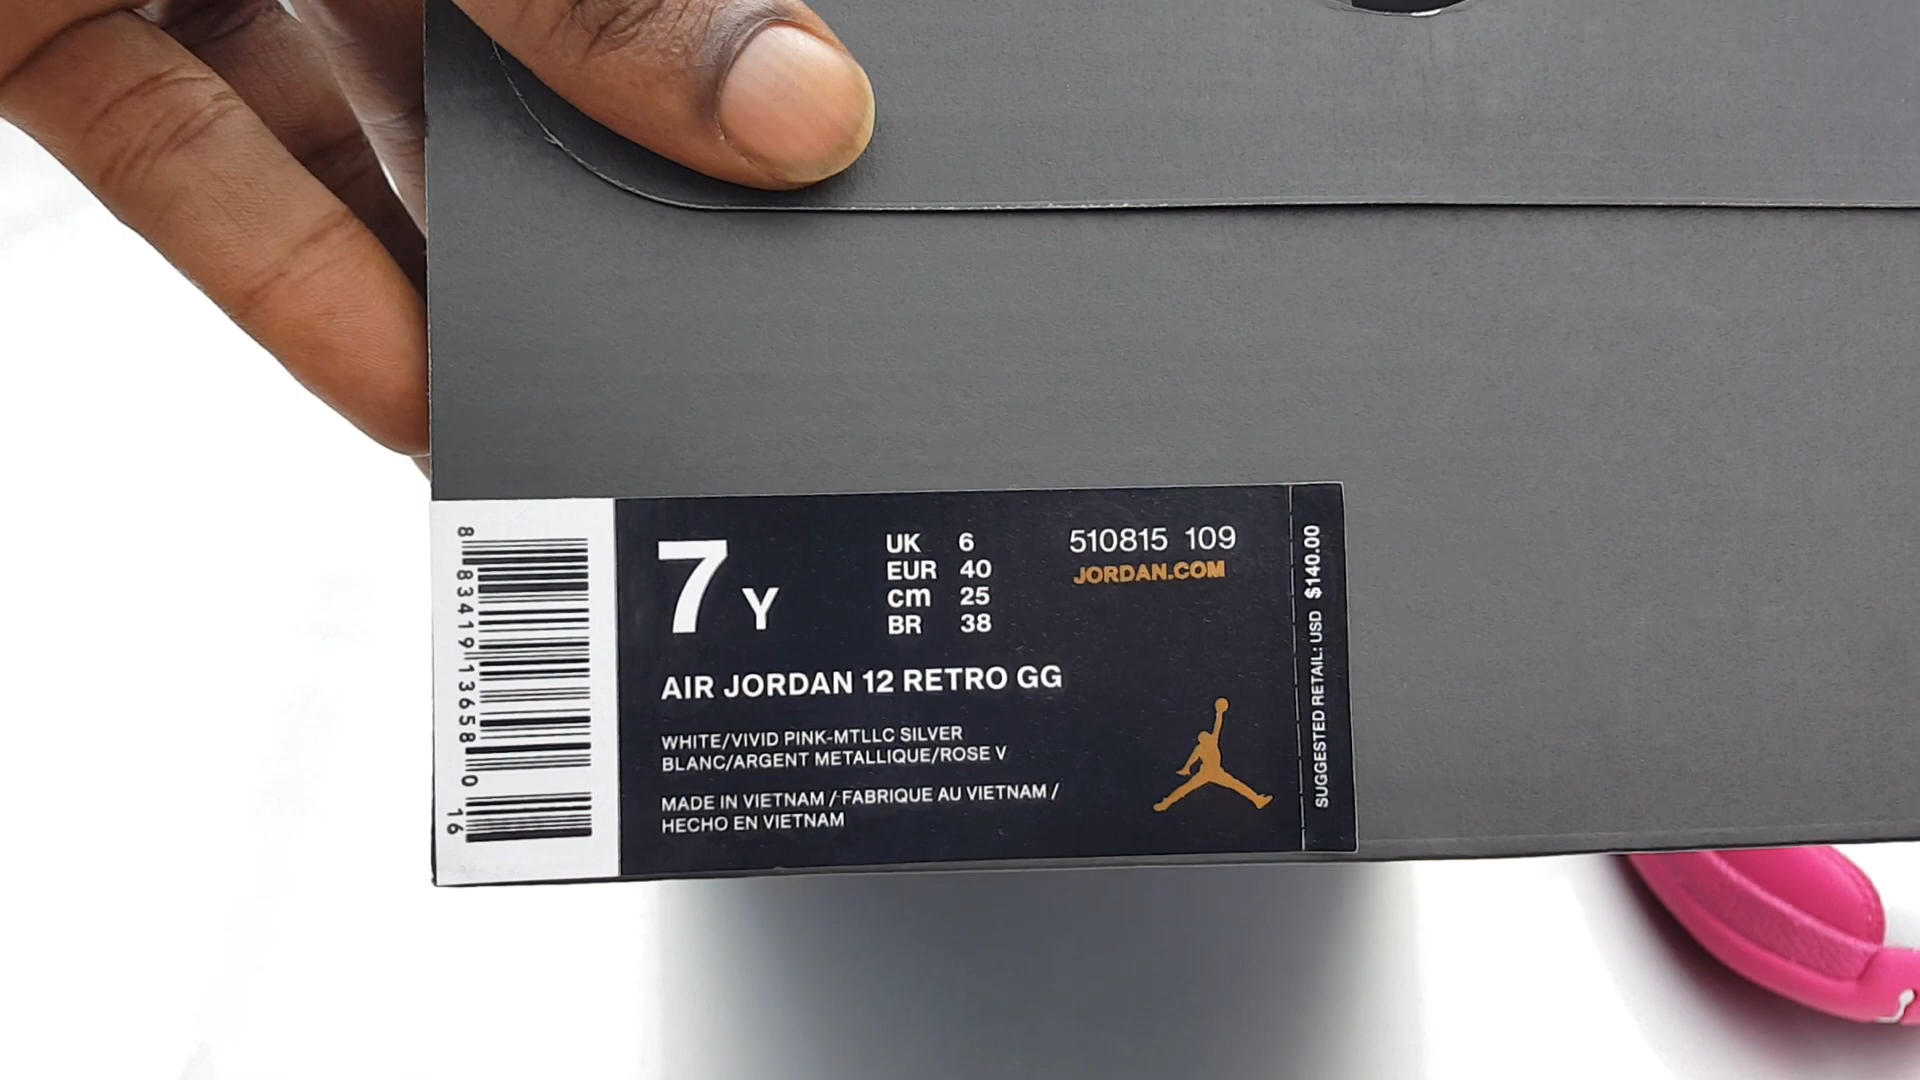 8 83419 13658 0 16
7 Y
UK 6
EUR 40
cm 25
BR 38
510815 109
JORDAN.COM
AIR JORDAN 12 RETRO GG
WHITE/VIVID PINK-MTLLC SILVER
BLANC/ARGENT METALLIQUE/ROSE V
MADE IN VIETNAM / FABRIQUE AU VIETNAM /
HECHO EN VIETNAM
SUGGESTED RETAIL: USD $140.00